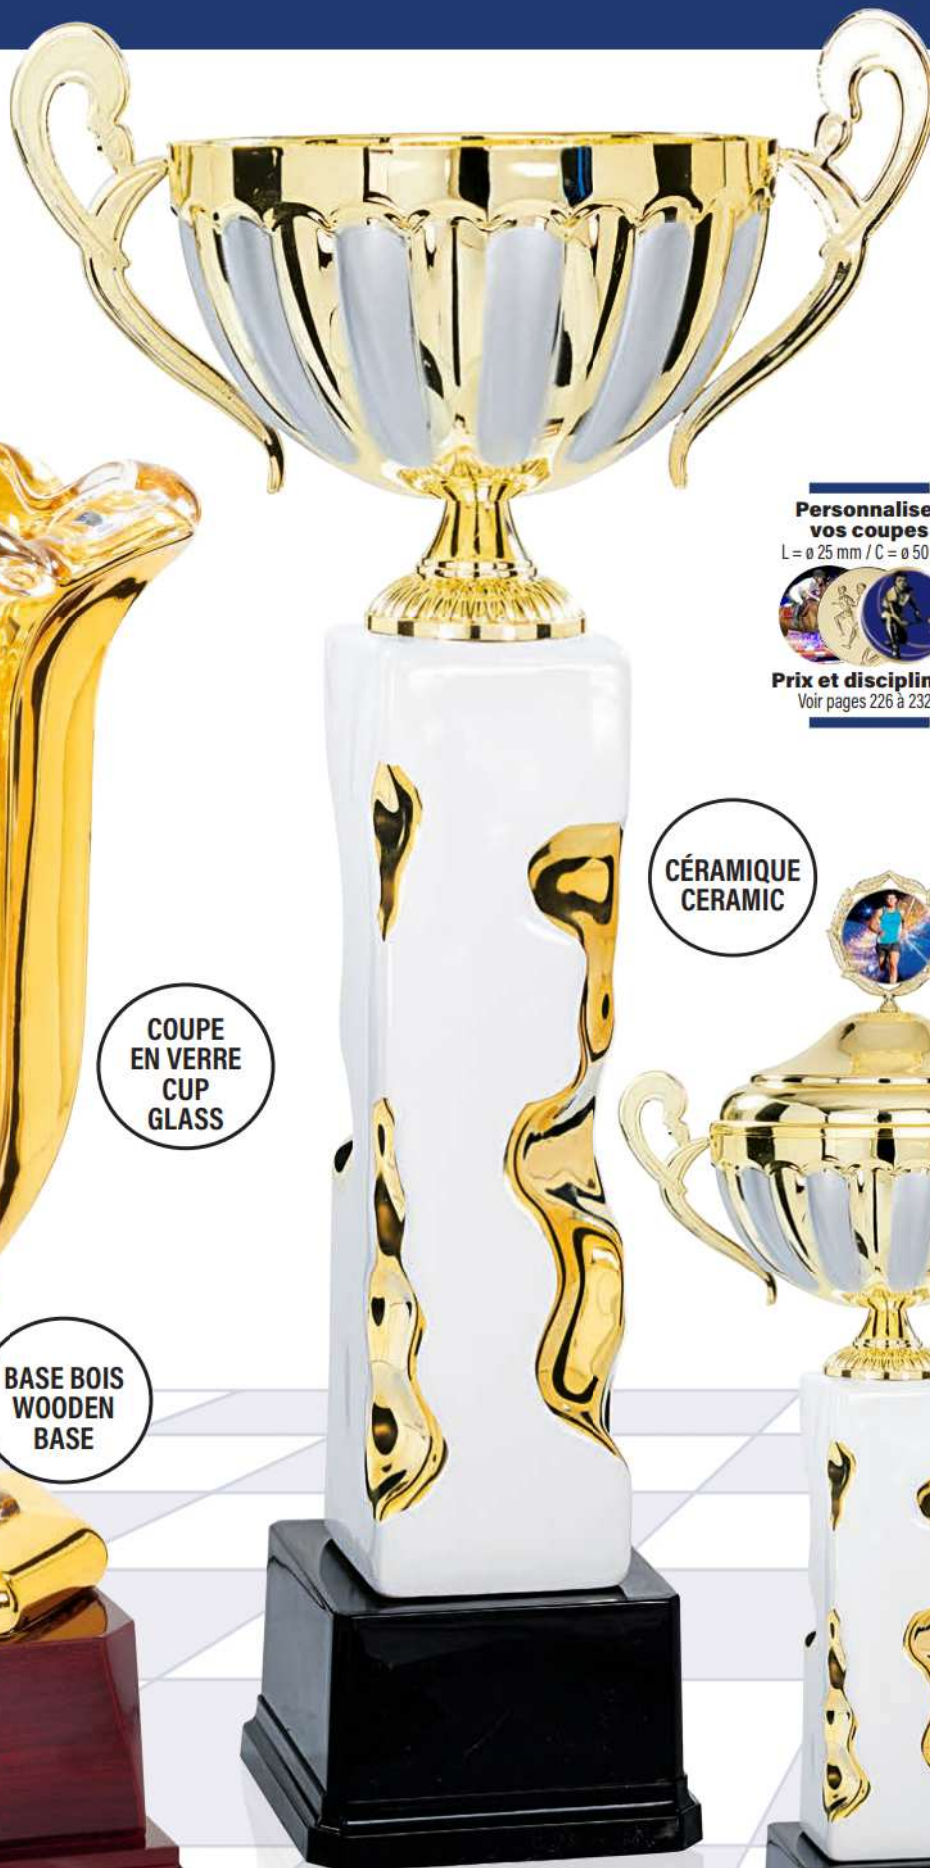 Personnalise
vos coupes
L = ø 25 mm / C = ø 50
Prix et disciplin
Voir pages 226 à 232
CÉRAMIQUE
CERAMIC
COUPE
EN VERRE
CUP
GLASS
BASE BOIS
WOODEN
BASE